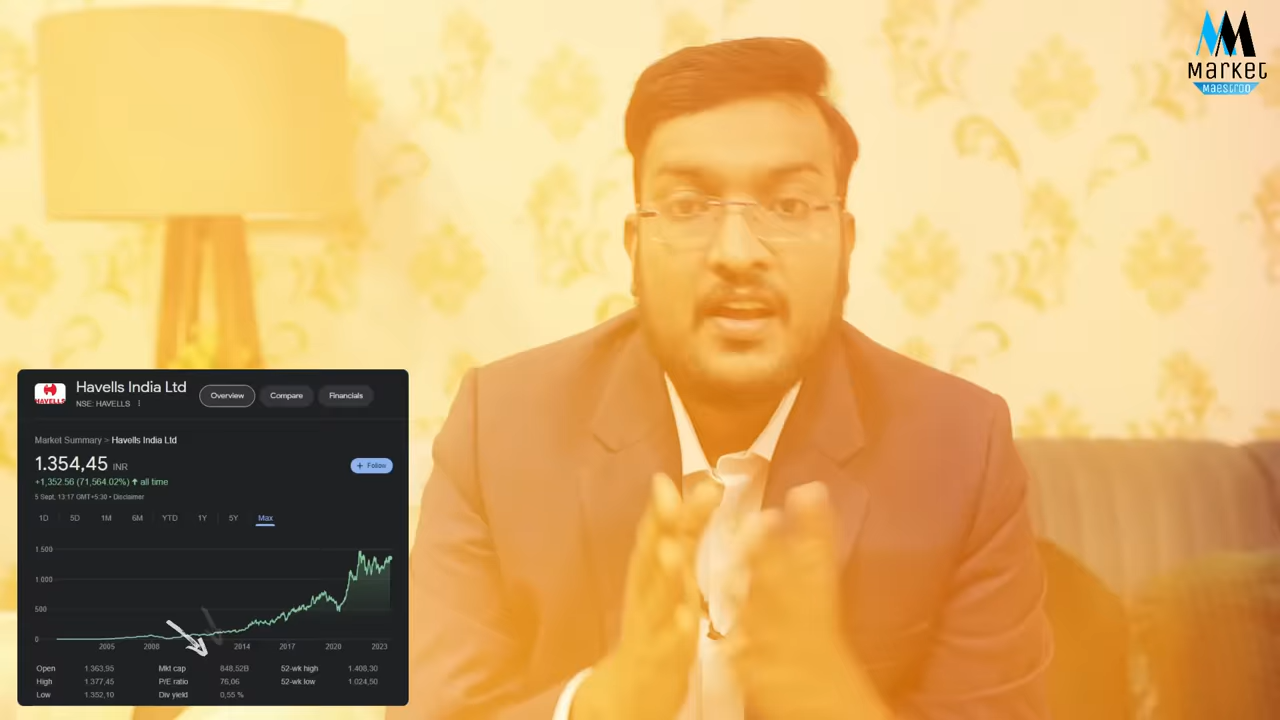 Market
Maestroo
HAVELLS
Havells India Ltd
NSE: HAVELLS
Overview
Compare
Financials
Market Summary > Havells India Ltd
1.354,45 INR
+ Follow
+1,352.56 (71,564.02%) ↑ all time
5 Sept, 13:17 GMT+5:30 • Disclaimer
1D 5D 1M 6M YTD 1Y 5Y Max
1 500
1 000
500
0
2005 2008 2014 2017 2020 2023
Open 1 363,95 Mkt cap 848,52B 52-wk high 1.408,30
High 1 377,45 P/E ratio 76,06 52-wk low 1 024,50
Low 1 352,10 Div yield 0,55 %